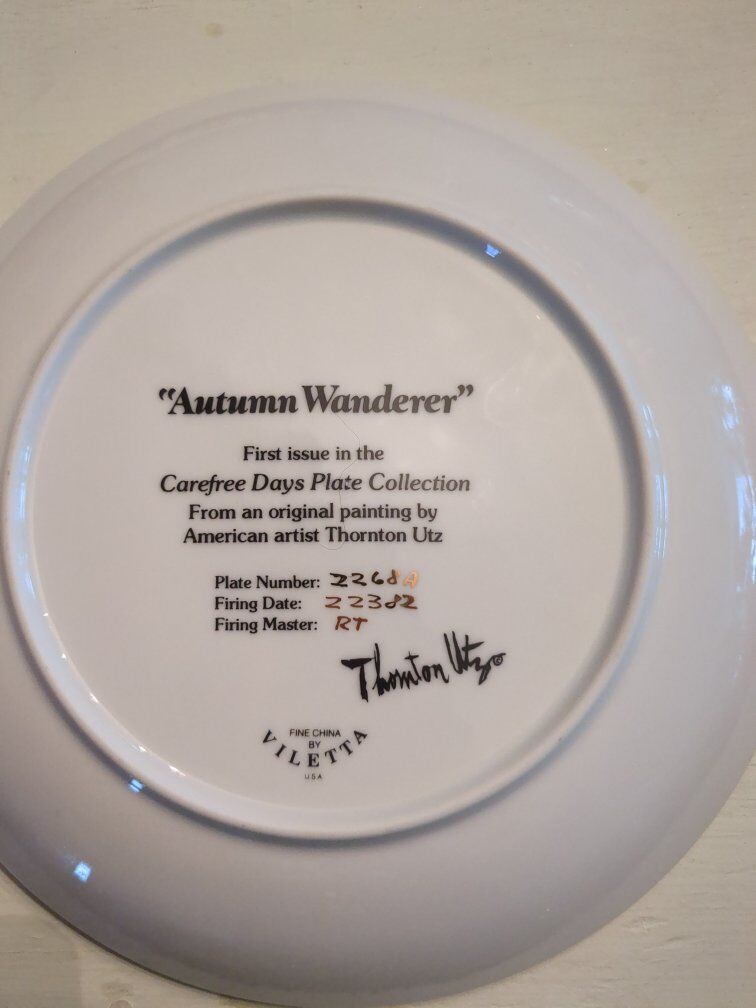 “Autumn Wanderer”
First issue in the
Carefree Days Plate Collection
From an original painting by
American artist Thornton Utz
Plate Number: 2268A
Firing Date: 22382
Firing Master: RT
Thornton Utz©
FINE CHINA
BY
VILETTA
USA